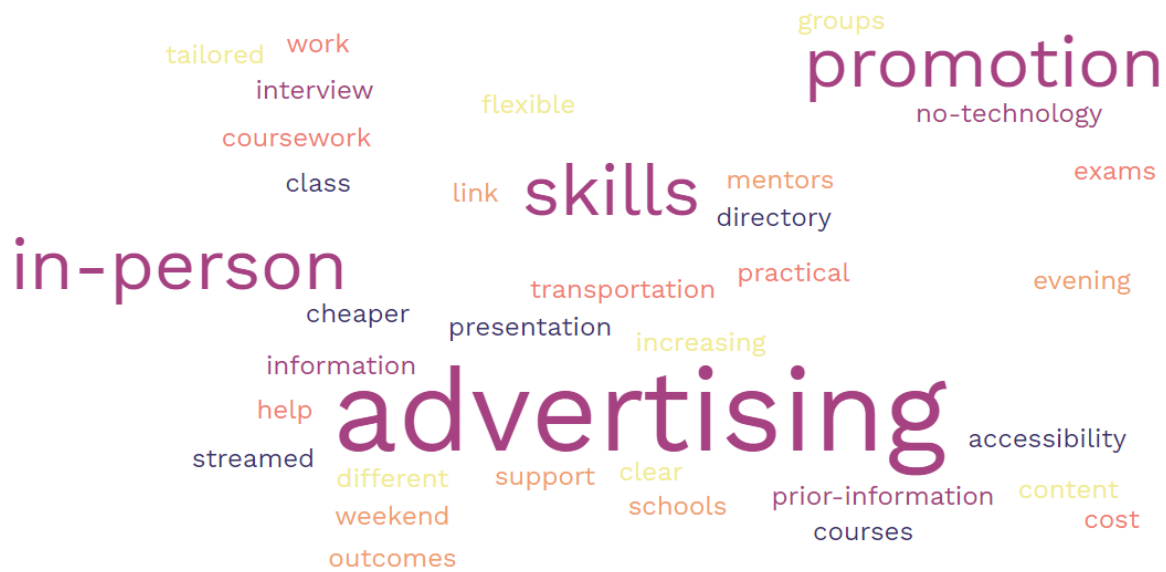 groups
tailored work
promotion
interview
flexible
no-technology
coursework
exams
class
link
skills
mentors
directory
in-person
practical
evening
transportation
cheaper
presentation
increasing
information
advertising
help
accessibility
streamed
different
support
clear
prior-information
content
weekend
schools
cost
courses
outcomes